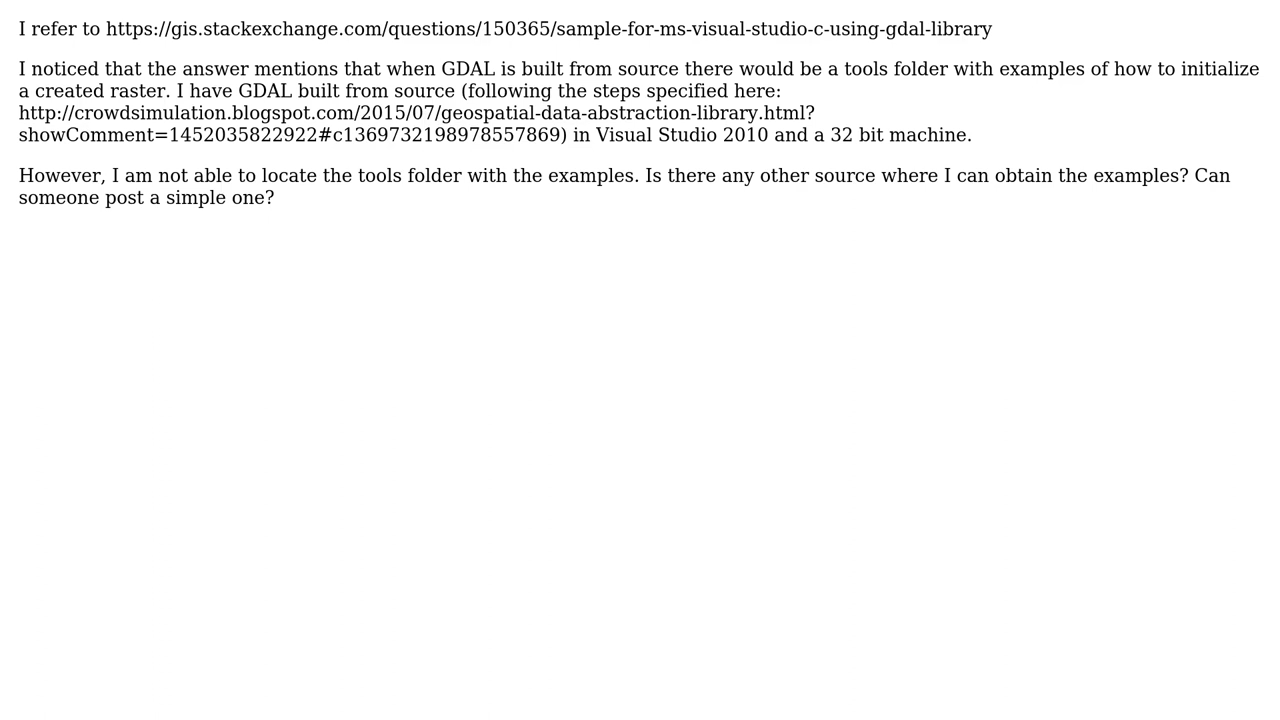 I refer to https://gis.stackexchange.com/questions/150365/sample-for-ms-visual-studio-c-using-gdal-library
I noticed that the answer mentions that when GDAL is built from source there would be a tools folder with examples of how to initialize
a created raster. I have GDAL built from source (following the steps specified here:
http://crowdsimulation.blogspot.com/2015/07/geospatial-data-abstraction-library.html?
showComment=1452035822922#c1369732198978557869) in Visual Studio 2010 and a 32 bit machine.
However, I am not able to locate the tools folder with the examples. Is there any other source where I can obtain the examples? Can
someone post a simple one?